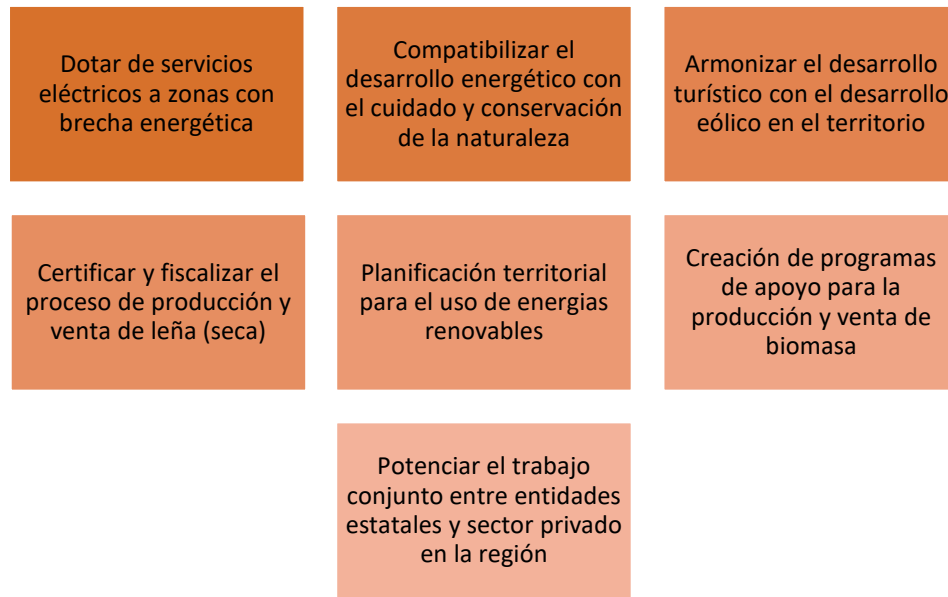 Dotar de servicios
eléctricos a zonas con
brecha energética
Compatibilizar el
desarrollo energético con
el cuidado y conservación
de la naturaleza
Armonizar el desarrollo
turístico con el desarrollo
eólico en el territorio
Certificar y fiscalizar el
proceso de producción y
venta de leña (seca)
Planificación territorial
para el uso de energias
renovables
Creación de programas
de apoyo para la
producción y venta de
biomasa
Potenciar el trabajo
conjunto entre entidades
estatales y sector privado
en la región